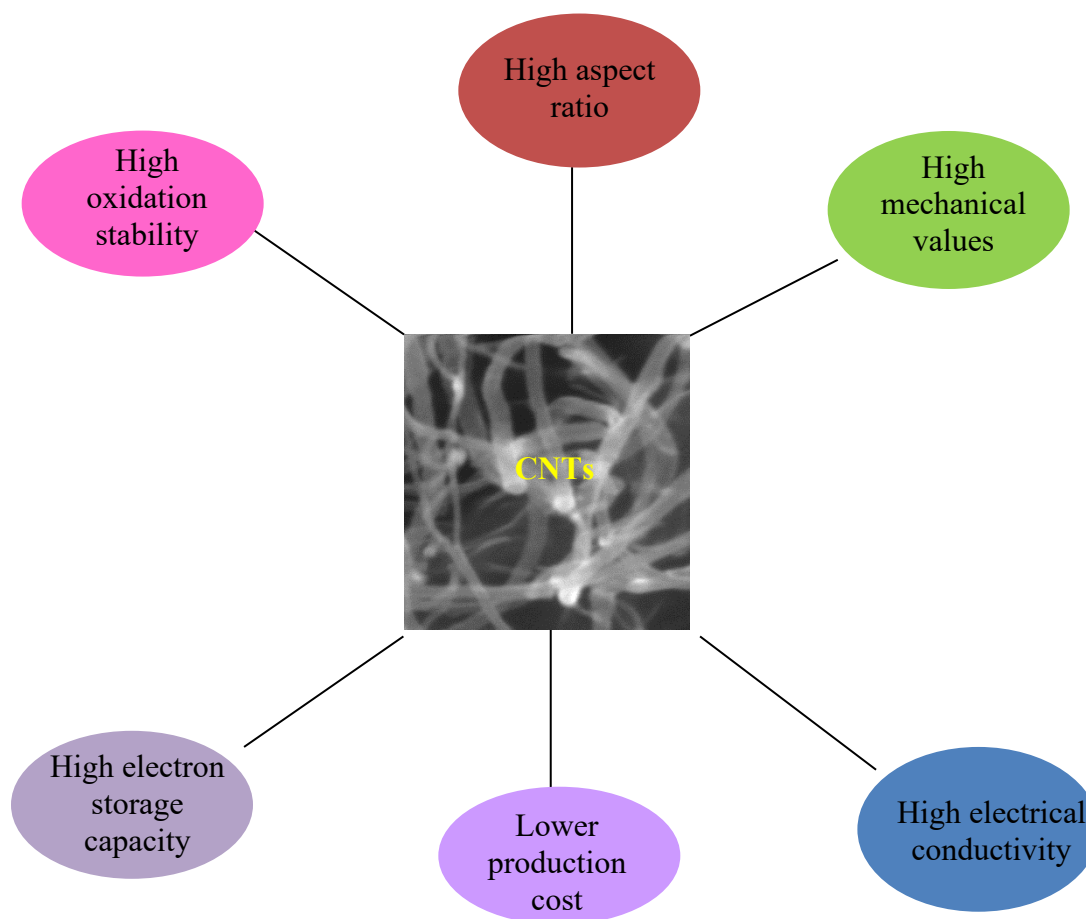 High aspect
ratio
High
oxidation
stability
High
mechanical
values
CNTs
High electron
storage
capacity
Lower
production
cost
High electrical
conductivity